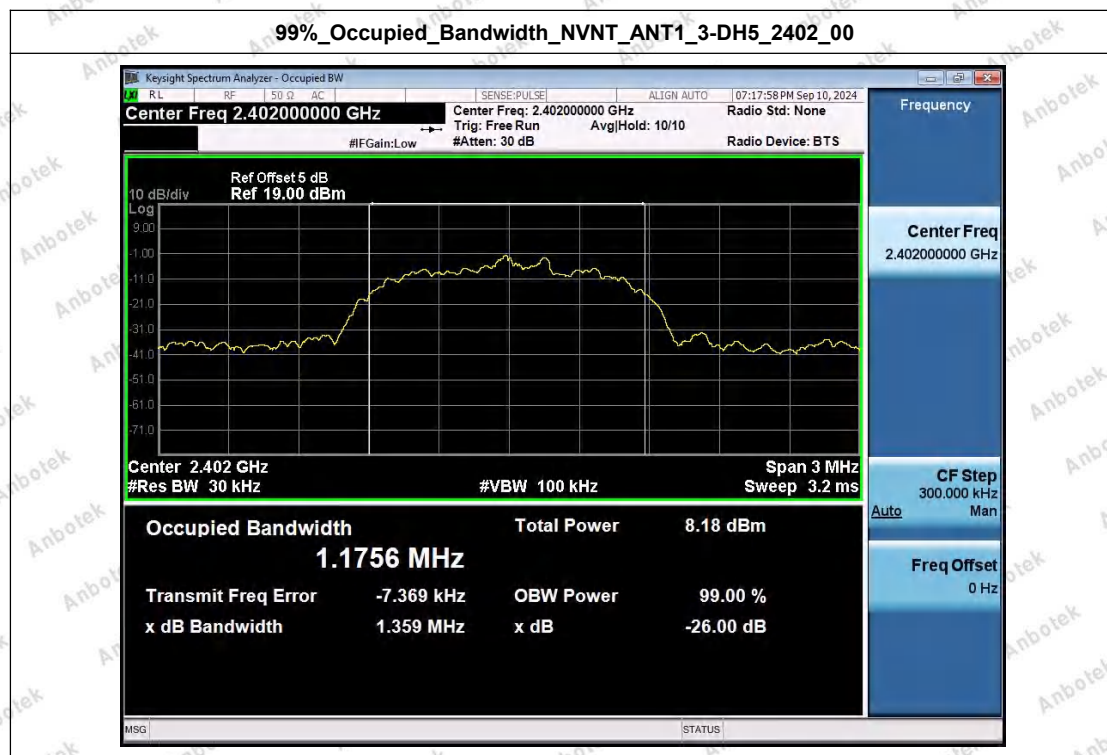 99%_Occupied_Bandwidth_NVNT_ANT1_3-DH5_2402_00
Keysight Spectrum Analyzer - Occupied BW
LXI RL RF 50 Ω AC SENSE:PULSE ALIGN AUTO 07:17:58 PM Sep 10, 2024
Center Freq 2.402000000 GHz
Center Freq: 2.402000000 GHz
Radio Std: None
Trig: Free Run Avg|Hold: 10/10
#IFGain:Low
#Atten: 30 dB
Radio Device: BTS
Ref Offset 5 dB
10 dB/div Ref 19.00 dBm
Log
9.00
-1.00
-11.0
-21.0
-31.0
-41.0
-51.0
-61.0
-71.0
Center 2.402 GHz
Span 3 MHz
#Res BW 30 kHz
#VBW 100 kHz
Sweep 3.2 ms
Occupied Bandwidth
Total Power 8.18 dBm
1.1756 MHz
Transmit Freq Error -7.369 kHz
OBW Power 99.00 %
x dB Bandwidth 1.359 MHz
x dB -26.00 dB
MSG
STATUS
Frequency
Center Freq
2.402000000 GHz
CF Step
300.000 kHz
Auto Man
Freq Offset
0 Hz
Anbotek